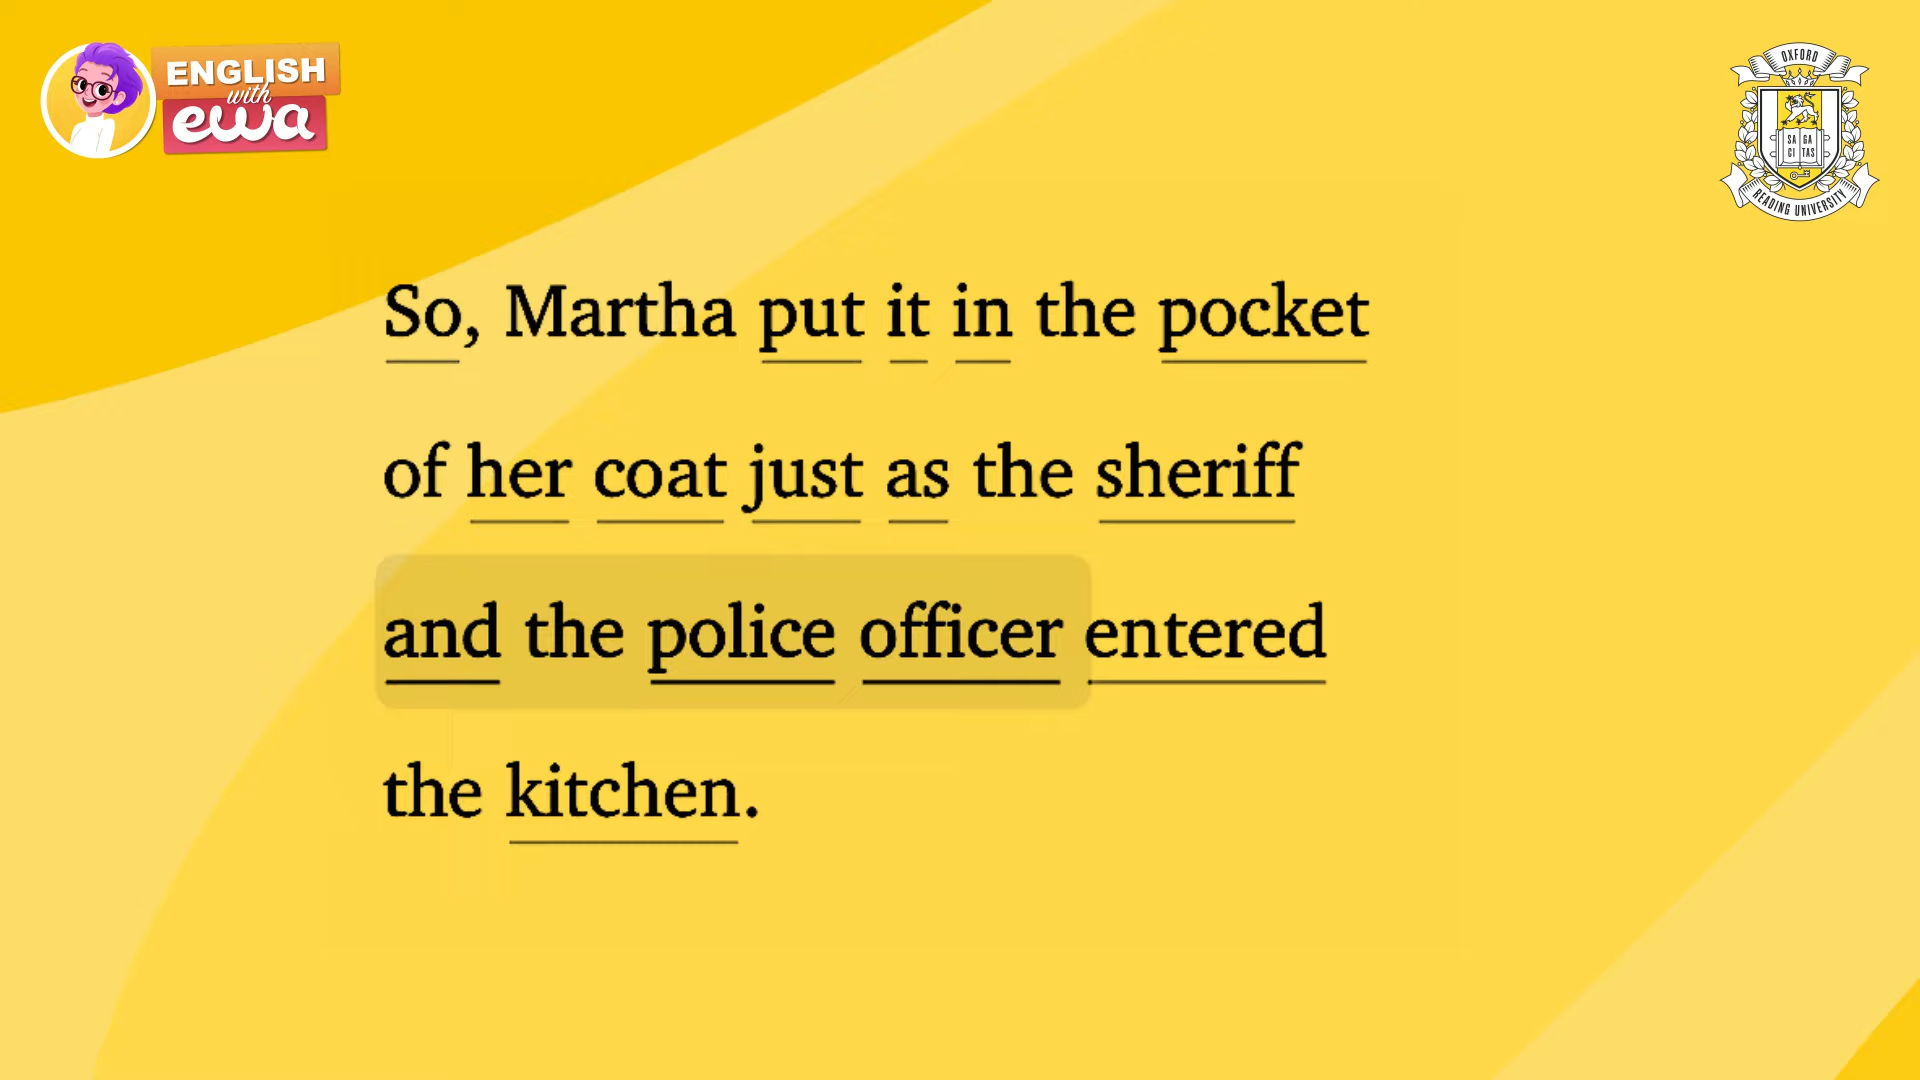 ENGLISH
with
ewa
OXFORD
SA GA
CI TAS
READING UNIVERSITY
So, Martha put it in the pocket
of her coat just as the sheriff
and the police officer entered
the kitchen.